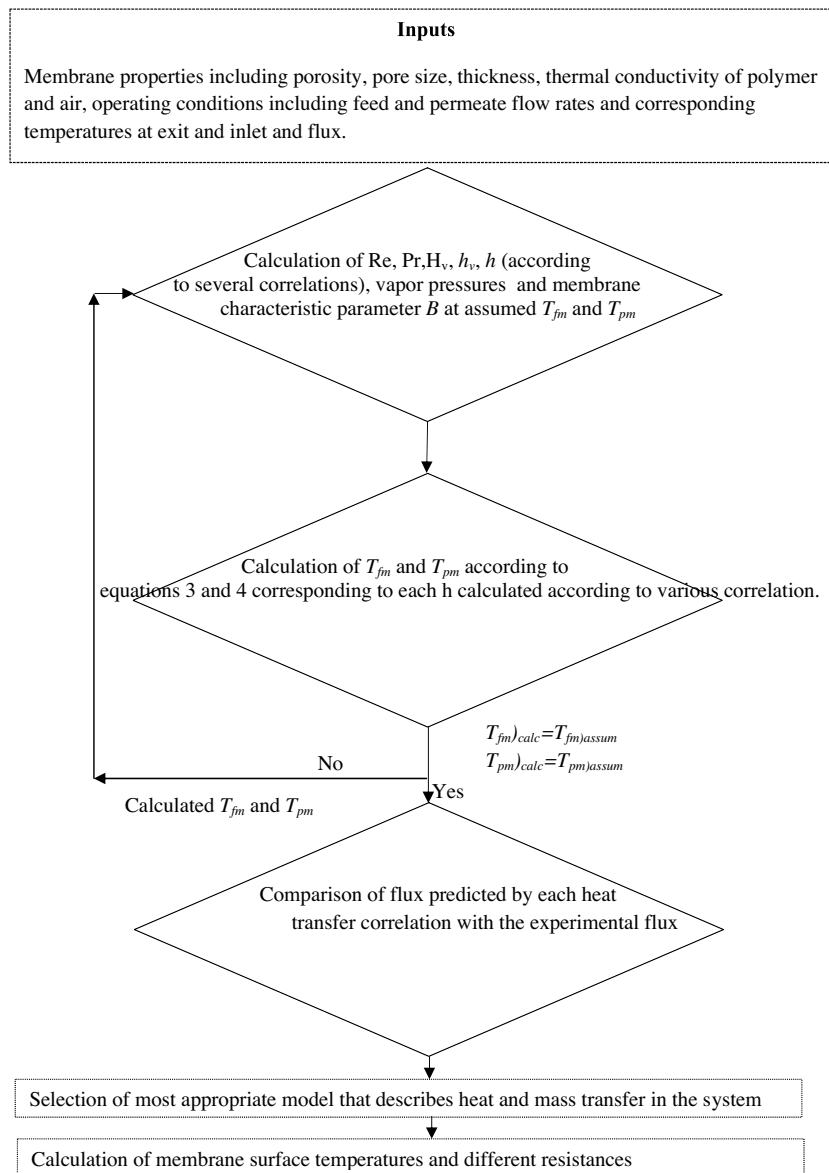 Inputs
Membrane properties including porosity, pore size, thickness, thermal conductivity of polymer
and air, operating conditions including feed and permeate flow rates and corresponding
temperatures at exit and inlet and flux.
Calculation of Re, Pr,Hv, hv, h (according
to several correlations), vapor pressures and membrane
characteristic parameter B at assumed Tfm and Tpm
Calculation of Tfm and Tpm according to
equations 3 and 4 corresponding to each h calculated according to various correlation.
Tfm)calc=Tfm)assum
Tpm)calc=Tpm)assum
No
Yes
Calculated Tfm and Tpm
Comparison of flux predicted by each heat
transfer correlation with the experimental flux
Selection of most appropriate model that describes heat and mass transfer in the system
Calculation of membrane surface temperatures and different resistances